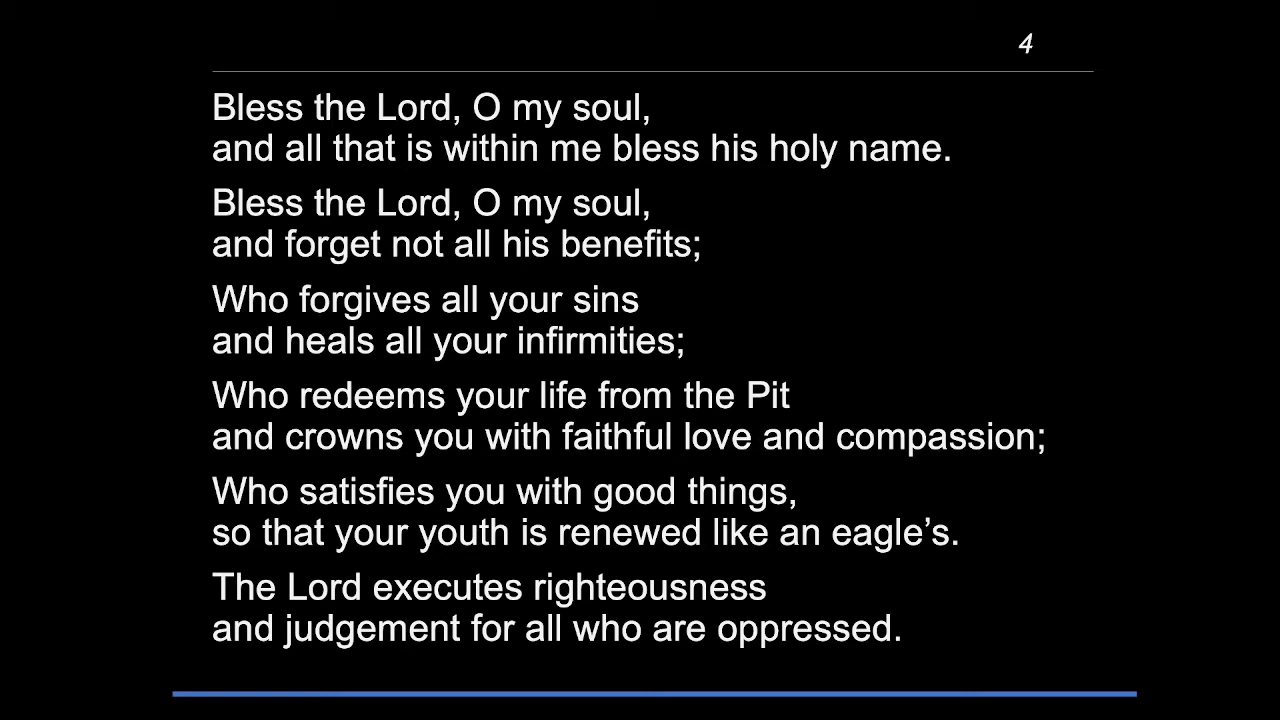 4
Bless the Lord, O my soul,
and all that is within me bless his holy name.
Bless the Lord, O my soul,
and forget not all his benefits;
Who forgives all your sins
and heals all your infirmities;
Who redeems your life from the Pit
and crowns you with faithful love and compassion;
Who satisfies you with good things,
so that your youth is renewed like an eagle’s.
The Lord executes righteousness
and judgement for all who are oppressed.